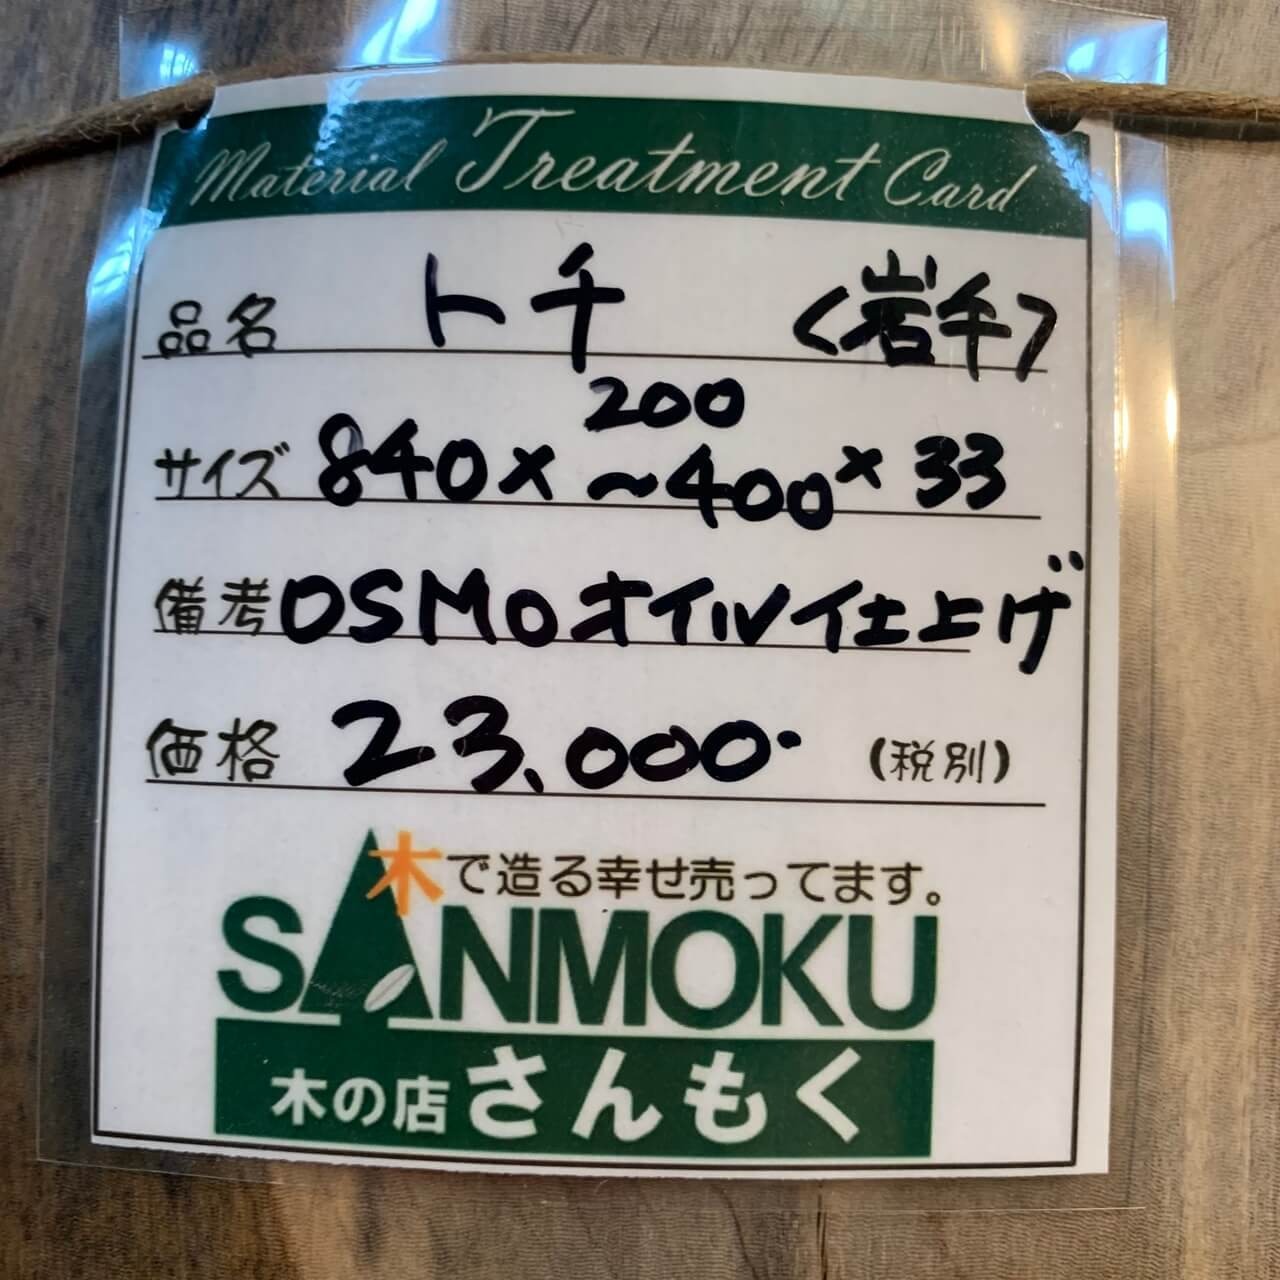 Material Treatment Card
品名 トチ <岩手>
200
サイズ 840×~400×33
備考 OSMOオイル仕上げ
価格 23,000- (税別)
木で造る幸せ売ってます。
SANMOKU
木の店さんもく